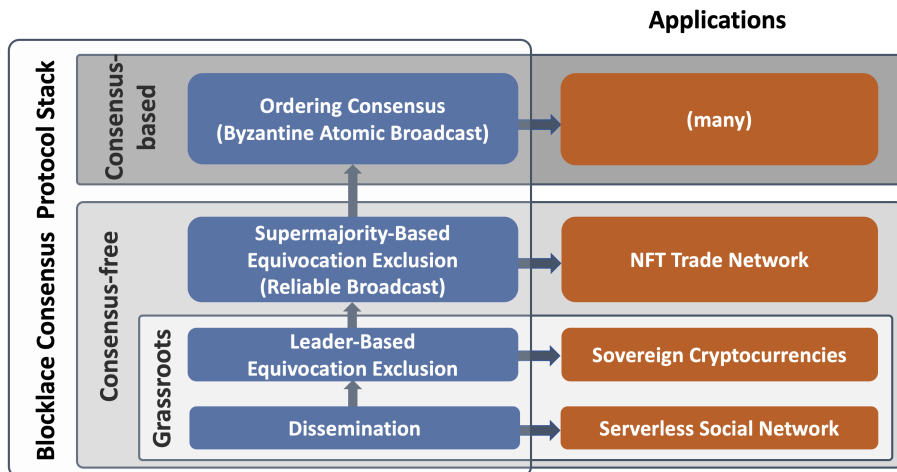 Applications
Blocklace Consensus Protocol Stack
Consensus-
based
Ordering Consensus
(Byzantine Atomic Broadcast)
(many)
Consensus-free
Supermajority-Based
Equivocation Exclusion
(Reliable Broadcast)
NFT Trade Network
Grassroots
Leader-Based
Equivocation Exclusion
Sovereign Cryptocurrencies
Dissemination
Serverless Social Network